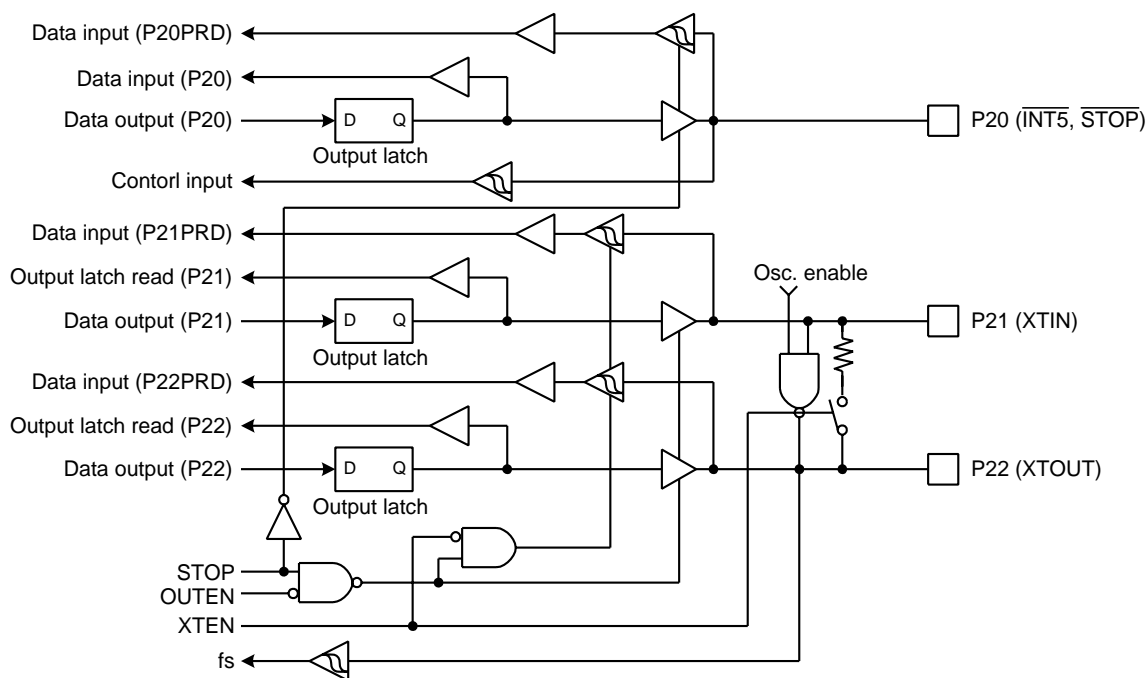 Data input (P20PRD)
Data input (P20)
Data output (P20)
D Q
Output latch
P20 (INT5, STOP)
Contorl input
Data input (P21PRD)
Output latch read (P21)
Osc. enable
Data output (P21)
D Q
Output latch
P21 (XTIN)
Data input (P22PRD)
Output latch read (P22)
Data output (P22)
D Q
Output latch
P22 (XTOUT)
STOP
OUTEN
XTEN
fs